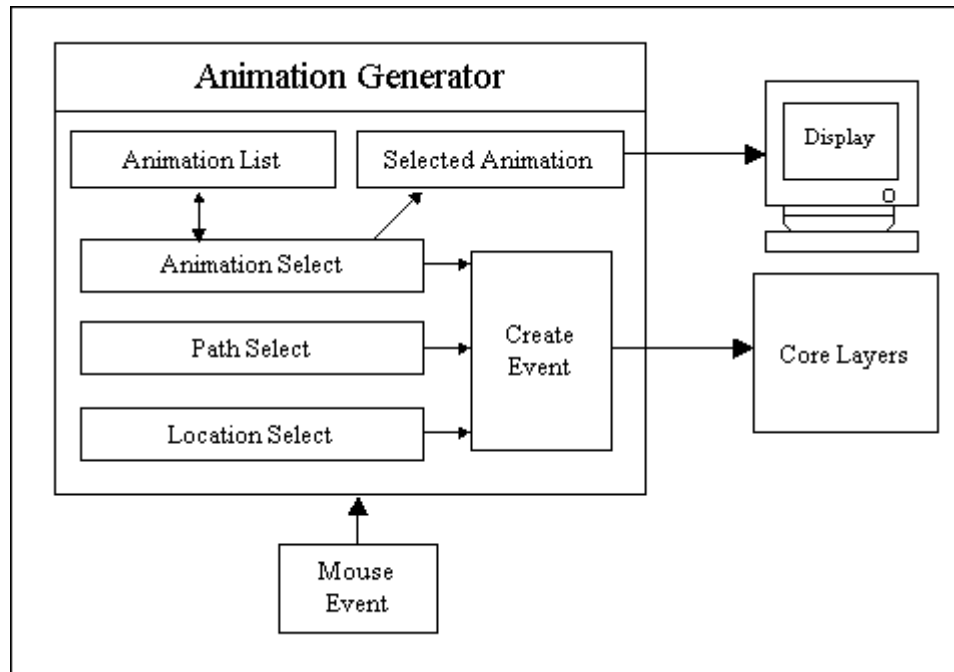 Animation Generator
Animation List
Selected Animation
Display
Animation Select
Path Select
Create
Event
Core Layers
Location Select
Mouse
Event